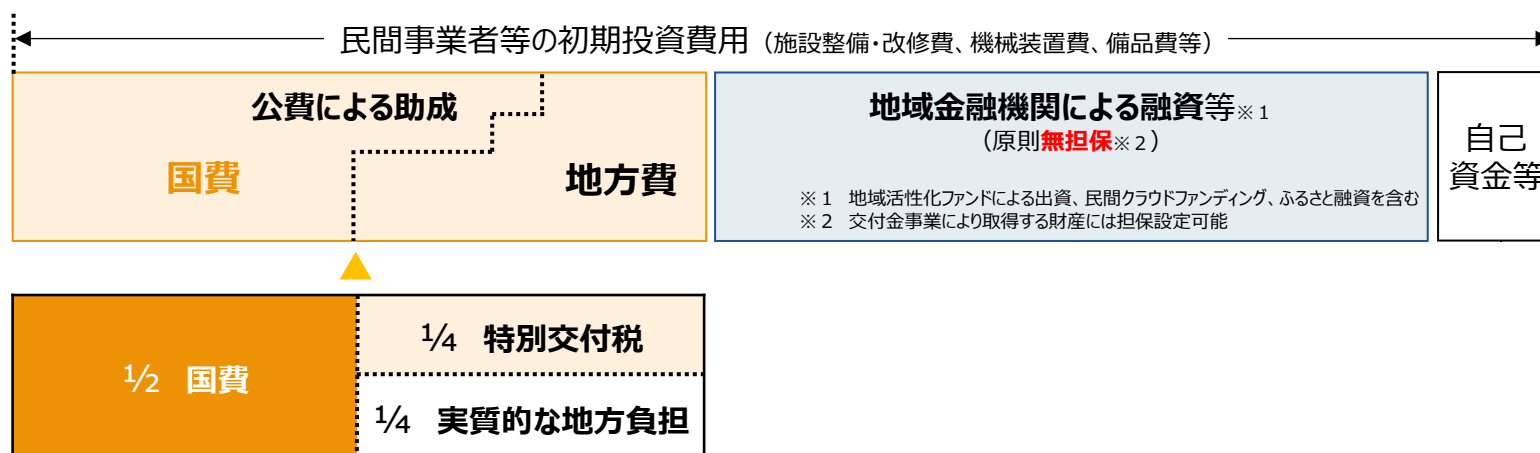 民間事業者等の初期投資費用（施設整備・改修費、機械装置費、備品費等）
公費による助成
国費
地方費
地域金融機関による融資等※１
（原則無担保※２）
※１　地域活性化ファンドによる出資、民間クラウドファンディング、ふるさと融資を含む
※２　交付金事業により取得する財産には担保設定可能
自己
資金等
1/2　国費
1/4　特別交付税
1/4　実質的な地方負担